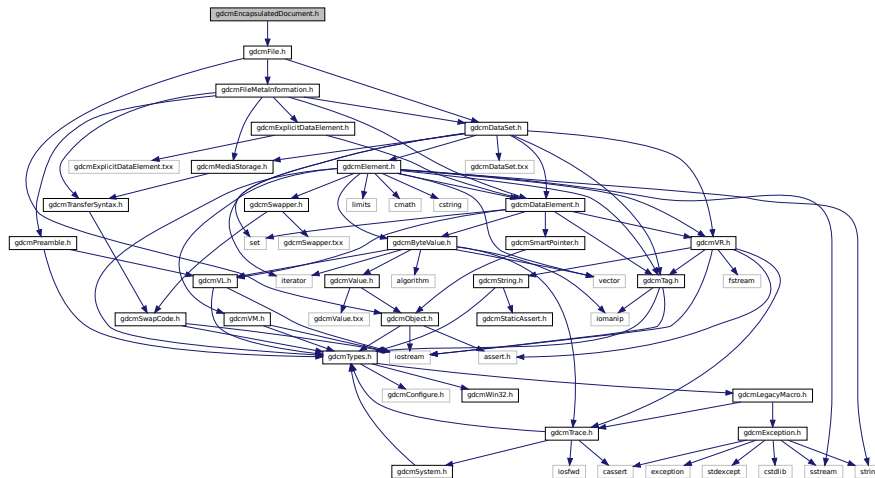 gdcmEncapsulatedDocument.h
gdcmFile.h
gdcmFileMetaInformation.h
gdcmExplicitDataElement.h
gdcmDataSet.h
gdcmExplicitDataElement.txx
gdcmMediaStorage.h
gdcmElement.h
gdcmDataSet.txx
gdcmTransferSyntax.h
gdcmSwapper.h
limits
cmath
cstring
gdcmDataElement.h
gdcmPreamble.h
set
gdcmSwapper.txx
gdcmByteValue.h
gdcmSmartPointer.h
gdcmVR.h
gdcmVL.h
iterator
gdcmValue.h
algorithm
gdcmString.h
vector
gdcmTag.h
fstream
gdcmSwapCode.h
gdcmVM.h
gdcmValue.txx
gdcmObject.h
gdcmStaticAssert.h
iomanip
gdcmTypes.h
iostream
assert.h
gdcmConfigure.h
gdcmWin32.h
gdcmLegacyMacro.h
gdcmTrace.h
gdcmException.h
gdcmSystem.h
iosfwd
cassert
exception
stdexcept
cstdlib
sstream